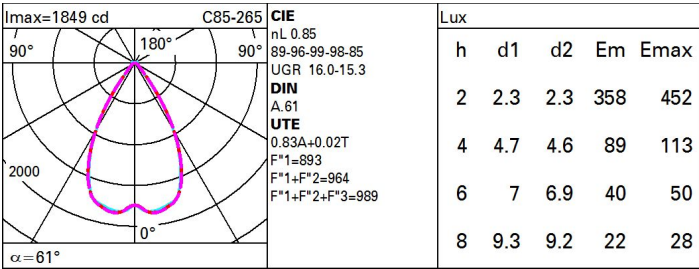 Imax=1849 cd C85-265
90° 180° 90°
2000
0°
α=61°
CIE
nL 0.85
89-96-99-98-85
UGR 16.0-15.3
DIN
A.61
UTE
0.83A+0.02T
F"1=893
F"1+F"2=964
F"1+F"2+F"3=989
Lux
h d1 d2 Em Emax
2 2.3 2.3 358 452
4 4.7 4.6 89 113
6 7 6.9 40 50
8 9.3 9.2 22 28